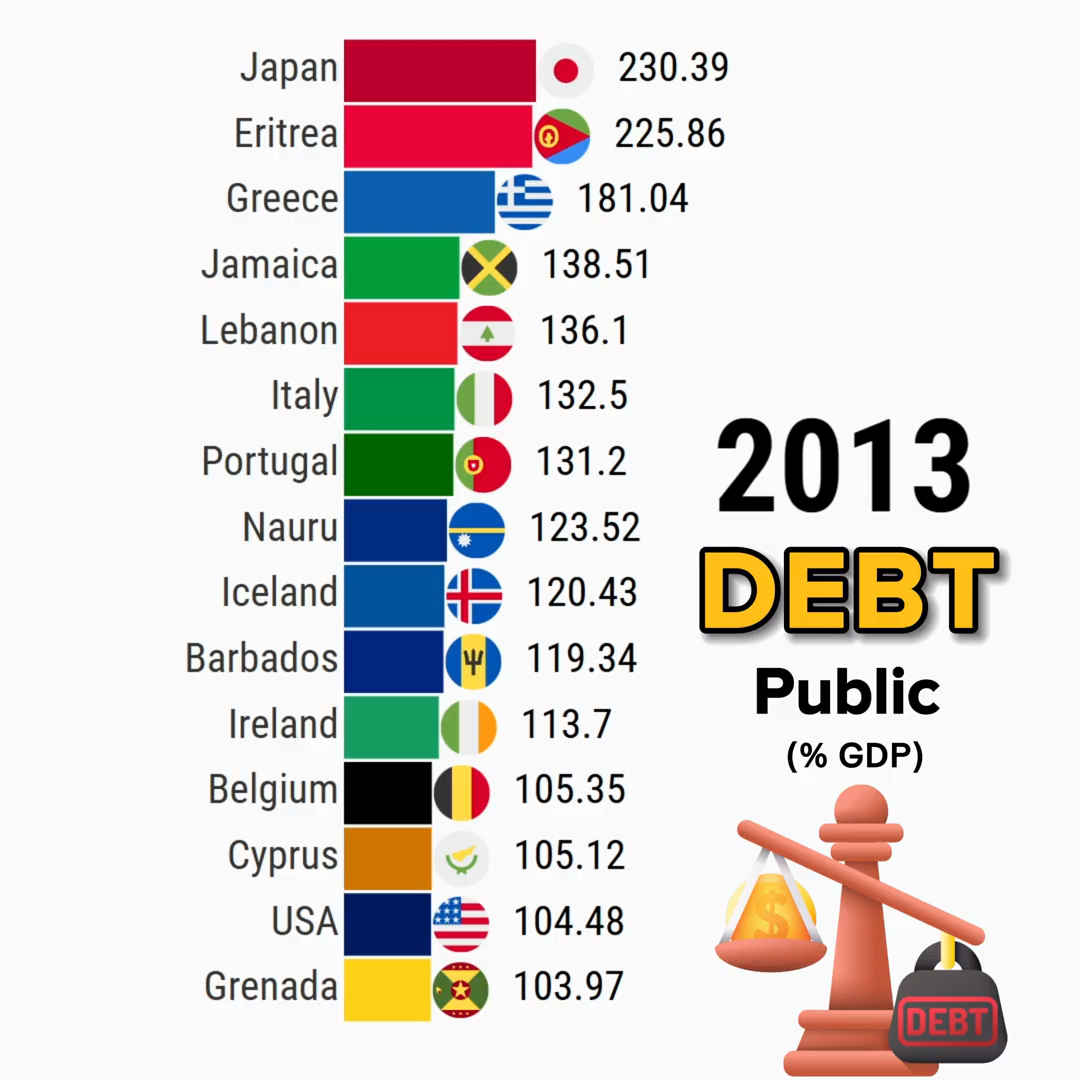 Japan 230.39
Eritrea 225.86
Greece 181.04
Jamaica 138.51
Lebanon 136.1
Italy 132.5
Portugal 131.2
Nauru 123.52
Iceland 120.43
Barbados 119.34
Ireland 113.7
Belgium 105.35
Cyprus 105.12
USA 104.48
Grenada 103.97
2013
DEBT
Public
(% GDP)
$
DEBT